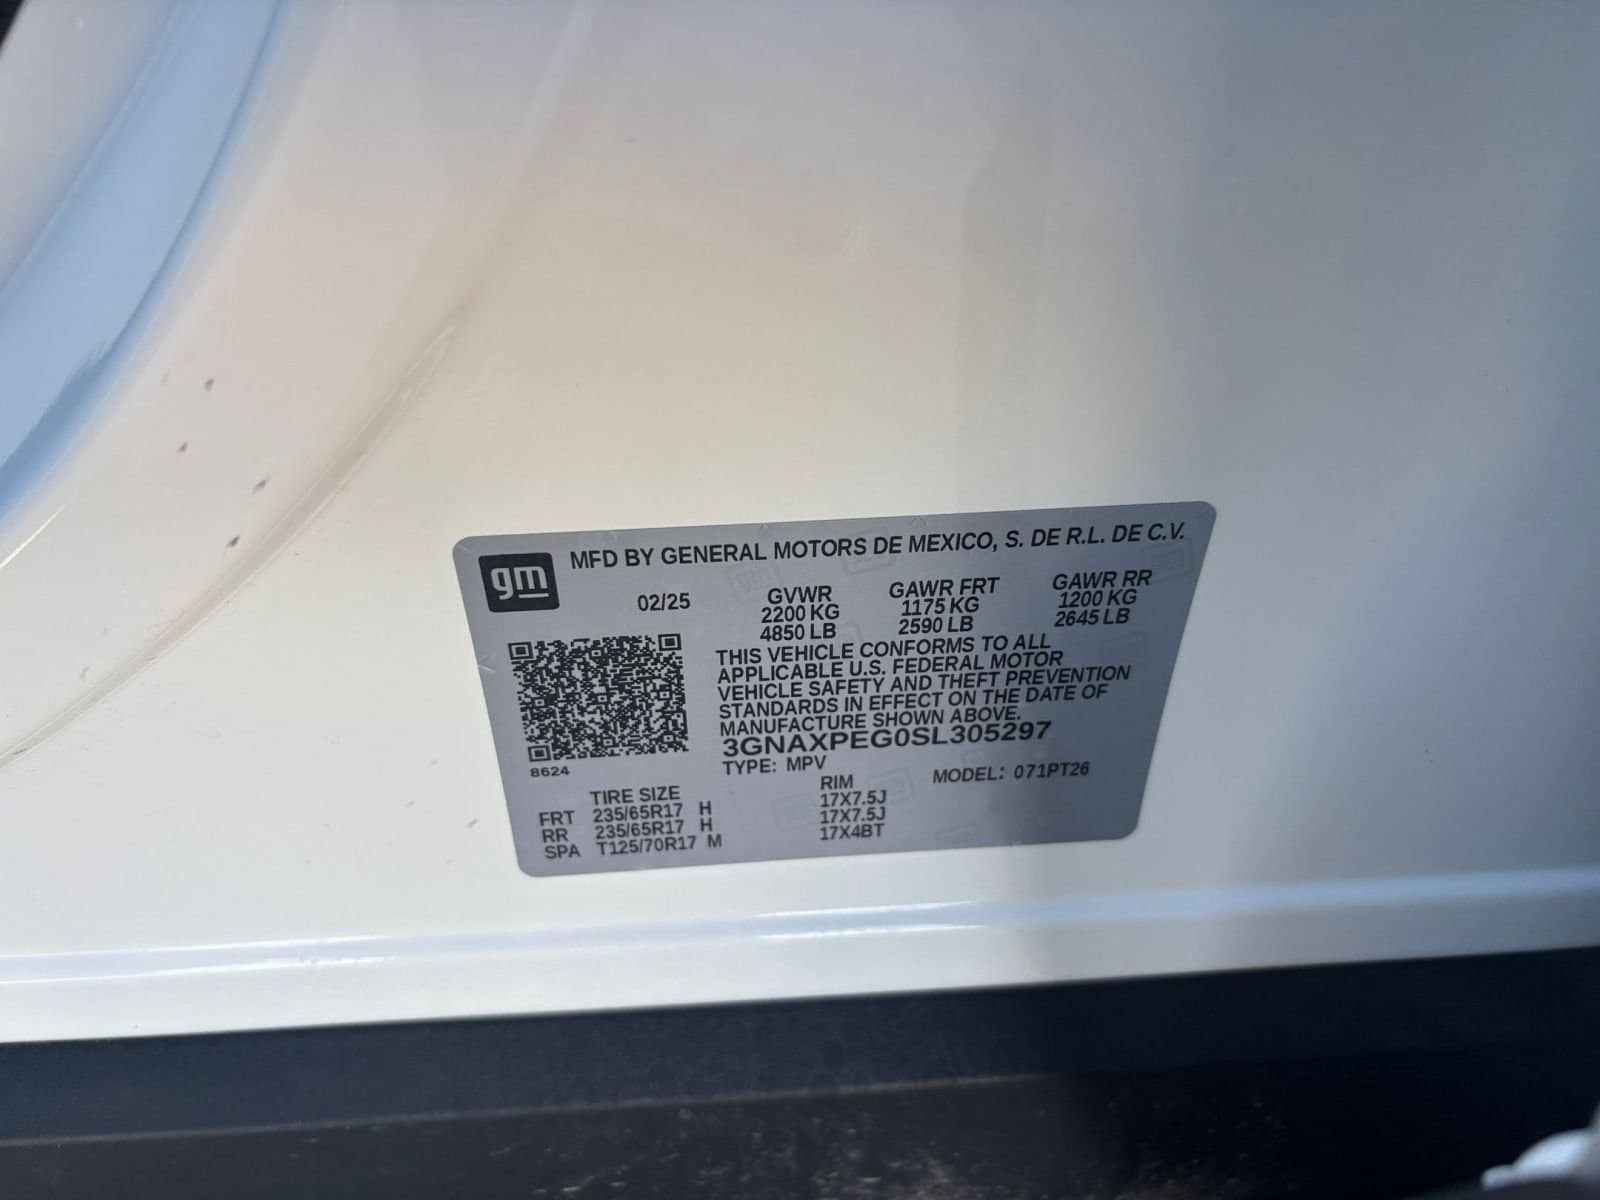 gm
MFD BY GENERAL MOTORS DE MEXICO, S. DE R.L. DE C.V.
02/25
GVWR GAWR FRT GAWR RR
2200 KG 1175 KG 1200 KG
4850 LB 2590 LB 2645 LB
THIS VEHICLE CONFORMS TO ALL
APPLICABLE U.S. FEDERAL MOTOR
VEHICLE SAFETY AND THEFT PREVENTION
STANDARDS IN EFFECT ON THE DATE OF
MANUFACTURE SHOWN ABOVE.
3GNAXPEG0SL305297
8624
TYPE: MPV MODEL: 071PT26
TIRE SIZE RIM
FRT 235/65R17 H 17X7.5J
RR 235/65R17 H 17X7.5J
SPA T125/70R17 M 17X4BT